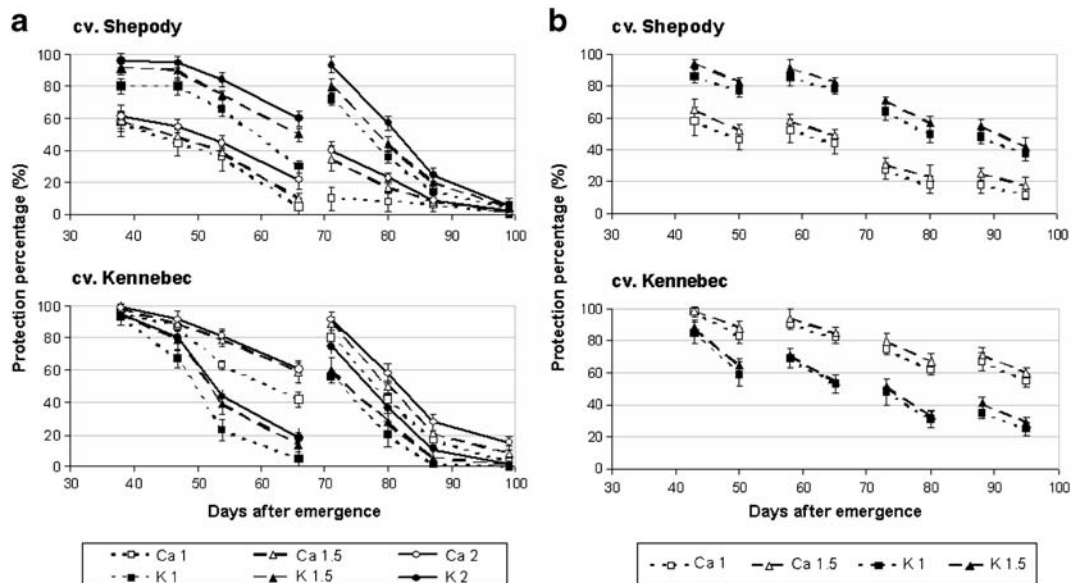 a
cv. Shepody
Protection percentage (%)
100
80
60
40
20
0
30 40 50 60 70 80 90 100
cv. Kennebec
100
80
60
40
20
0
30 40 50 60 70 80 90 100
Days after emergence
Ca 1 Ca 1.5 Ca 2
K 1 K 1.5 K 2
b
cv. Shepody
Protection percentage (%)
100
80
60
40
20
0
30 40 50 60 70 80 90 100
cv. Kennebec
100
80
60
40
20
0
30 40 50 60 70 80 90 100
Days after emergence
Ca 1 Ca 1.5 K 1 K 1.5